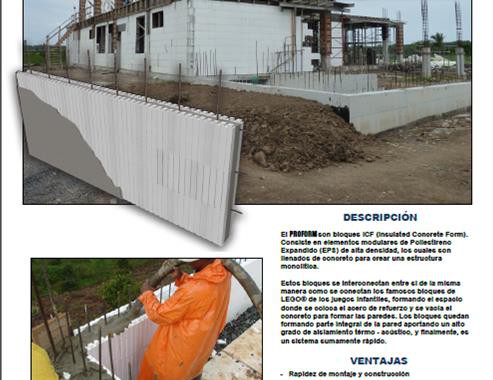 DESCRIPCIÓN
El PROFORM son bloques ICF (Insulated Concrete Form).
Consiste en elementos modulares de Poliestireno
Expandido (EPS) de alta densidad, los cuales son
llenados de concreto para crear una estructura
monolítica.
Estos bloques se interconectan entre si de la misma
manera como se conectan los famosos bloques de
LEGO® de los juegos infantiles, formando el espacio
donde se coloca el acero de refuerzo y se vacía el
concreto para formar las paredes. Los bloques quedan
formando parte integral de la pared aportando un alto
grado de aislamiento térmo - acústico, y finalmente, es
un sistema sumamente rápido.
VENTAJAS
- Rapidez de montaje y construcción